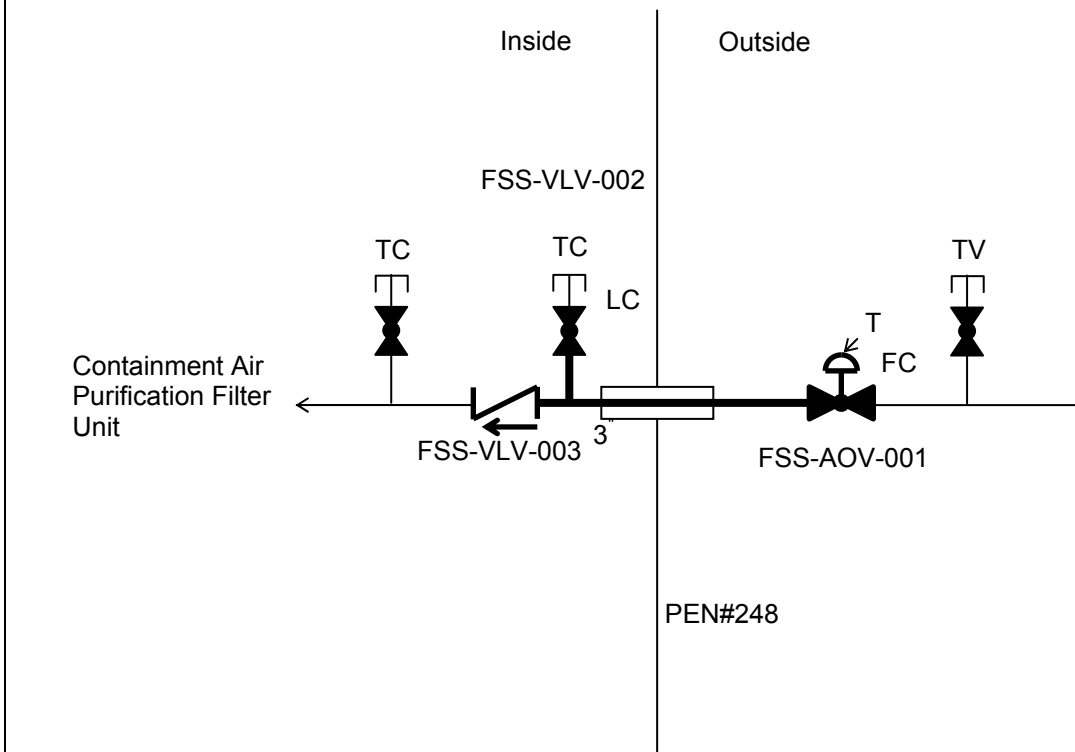 Inside
Outside
FSS-VLV-002
TC
TC
TV
LC
T
FC
Containment Air
Purification Filter
Unit
3"
FSS-VLV-003
FSS-AOV-001
PEN#248